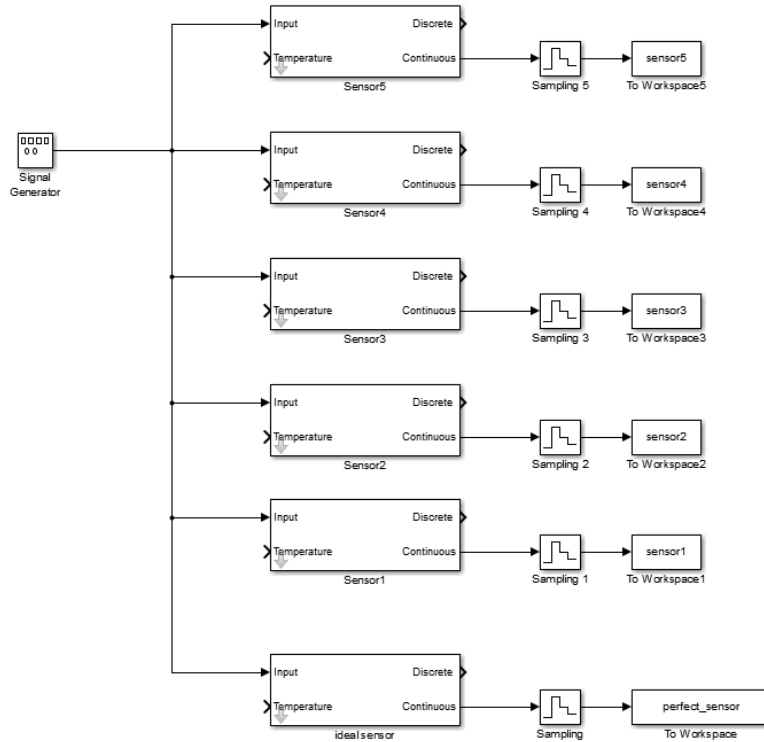 Input
Discrete
Temperature
Continuous
Sensor5
Sampling 5
sensor5
To Workspace5
Signal
Generator
Input
Discrete
Temperature
Continuous
Sensor4
Sampling 4
sensor4
To Workspace4
Input
Discrete
Temperature
Continuous
Sensor3
Sampling 3
sensor3
To Workspace3
Input
Discrete
Temperature
Continuous
Sensor2
Sampling 2
sensor2
To Workspace2
Input
Discrete
Temperature
Continuous
Sensor1
Sampling 1
sensor1
To Workspace1
Input
Discrete
Temperature
Continuous
ideal sensor
Sampling
perfect_sensor
To Workspace